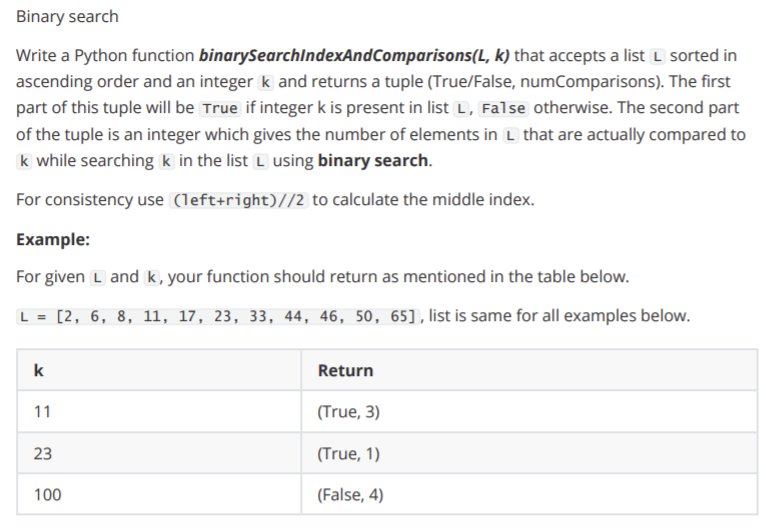 Binary search
Write a Python function binarySearchIndexAndComparisons(L, k) that accepts a list L sorted in
ascending order and an integer k and returns a tuple (True/False, numComparisons). The first
part of this tuple will be True if integer k is present in list L, False otherwise. The second part
of the tuple is an integer which gives the number of elements in L that are actually compared to
k while searching k in the list L using binary search.
For consistency use (left+right)//2 to calculate the middle index.
Example:
For given L and k, your function should return as mentioned in the table below.
L = [2, 6, 8, 11, 17, 23, 33, 44, 46, 50, 65], list is same for all examples below.
k Return
11 (True, 3)
23 (True, 1)
100 (False, 4)